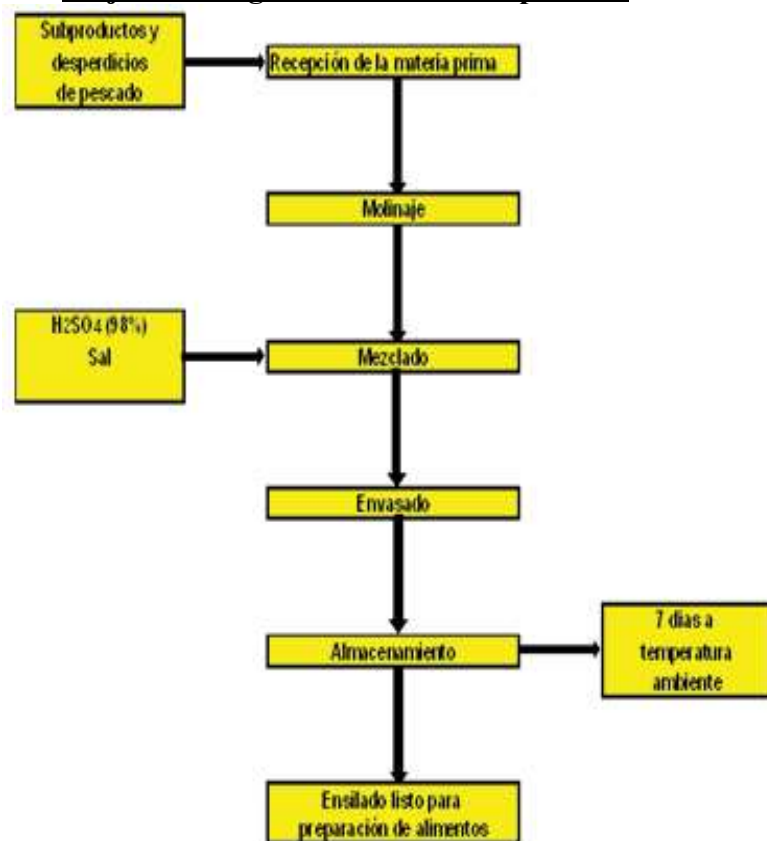 Subproductos y
desperdicios
de pescado
Recepción de la materia prima
Molinaje
H2SO4 (98%)
Sal
Mezclado
Envasado
Almacenamiento
7 dias a
temperatura
ambiente
Ensilado listo para
preparación de alimentos